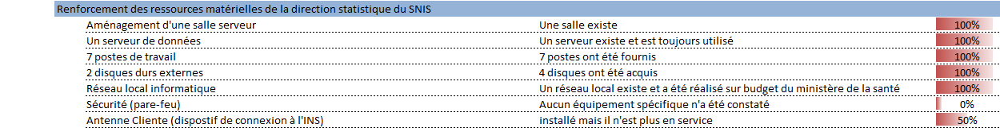 Renforcement des ressources matérielles de la direction statistique du SNIS
Aménagement d'une salle serveur Une salle existe 100%
Un serveur de données Un serveur existe et est toujours utilisé 100%
7 postes de travail 7 postes ont été fournis 100%
2 disques durs externes 4 disques ont été acquis 100%
Réseau local informatique Un réseau local existe et a été réalisé sur budget du ministère de la santé 100%
Sécurité (pare-feu) Aucun équipement spécifique n'a été constaté 0%
Antenne Cliente (dispostif de connexion à l'INS) installé mais il n'est plus en service 50%